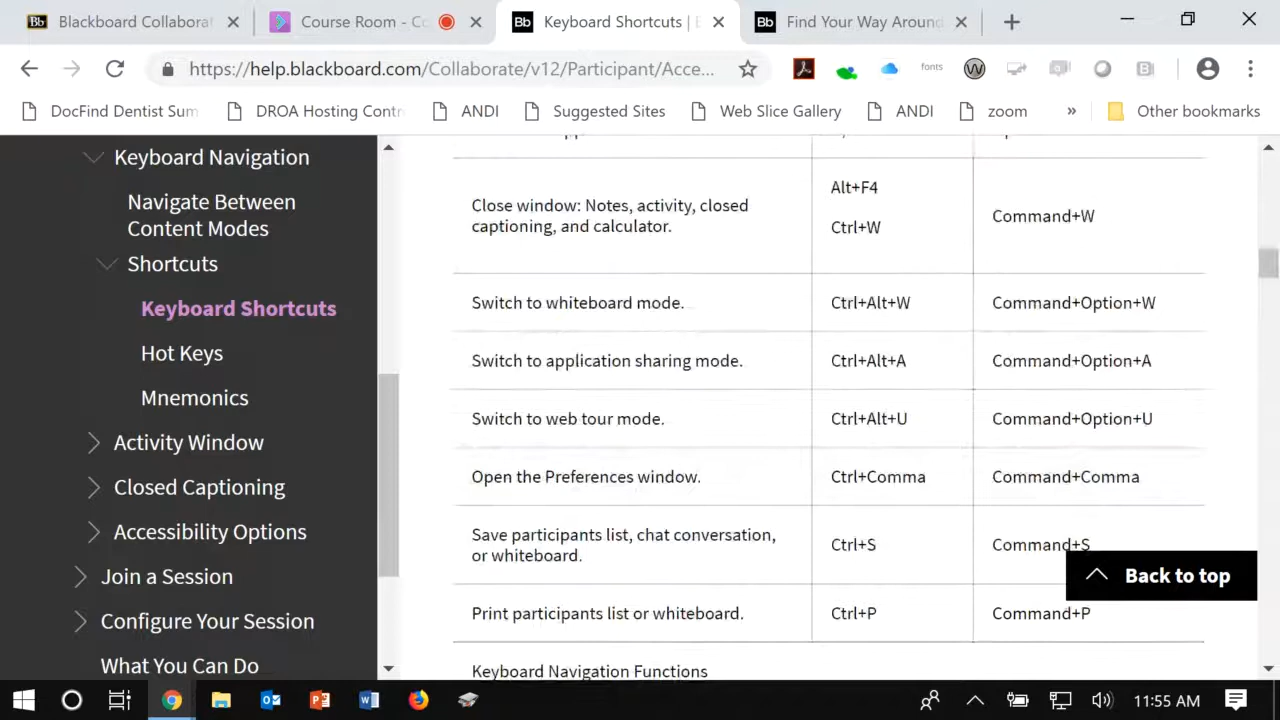 Blackboard Collaborat
Course Room - Co
Keyboard Shortcuts | B
Find Your Way Around
https://help.blackboard.com/Collaborate/v12/Participant/Acce...
fonts
DocFind Dentist Sum
DROA Hosting Contr
ANDI
Suggested Sites
Web Slice Gallery
ANDI
zoom
»
Other bookmarks
Keyboard Navigation
Navigate Between
Content Modes
Shortcuts
Keyboard Shortcuts
Hot Keys
Mnemonics
Activity Window
Closed Captioning
Accessibility Options
Join a Session
Configure Your Session
What You Can Do
Close window: Notes, activity, closed
captioning, and calculator.
Alt+F4
Ctrl+W
Command+W
Switch to whiteboard mode.
Ctrl+Alt+W
Command+Option+W
Switch to application sharing mode.
Ctrl+Alt+A
Command+Option+A
Switch to web tour mode.
Ctrl+Alt+U
Command+Option+U
Open the Preferences window.
Ctrl+Comma
Command+Comma
Save participants list, chat conversation,
or whiteboard.
Ctrl+S
Command+S
Back to top
Print participants list or whiteboard.
Ctrl+P
Command+P
Keyboard Navigation Functions
11:55 AM